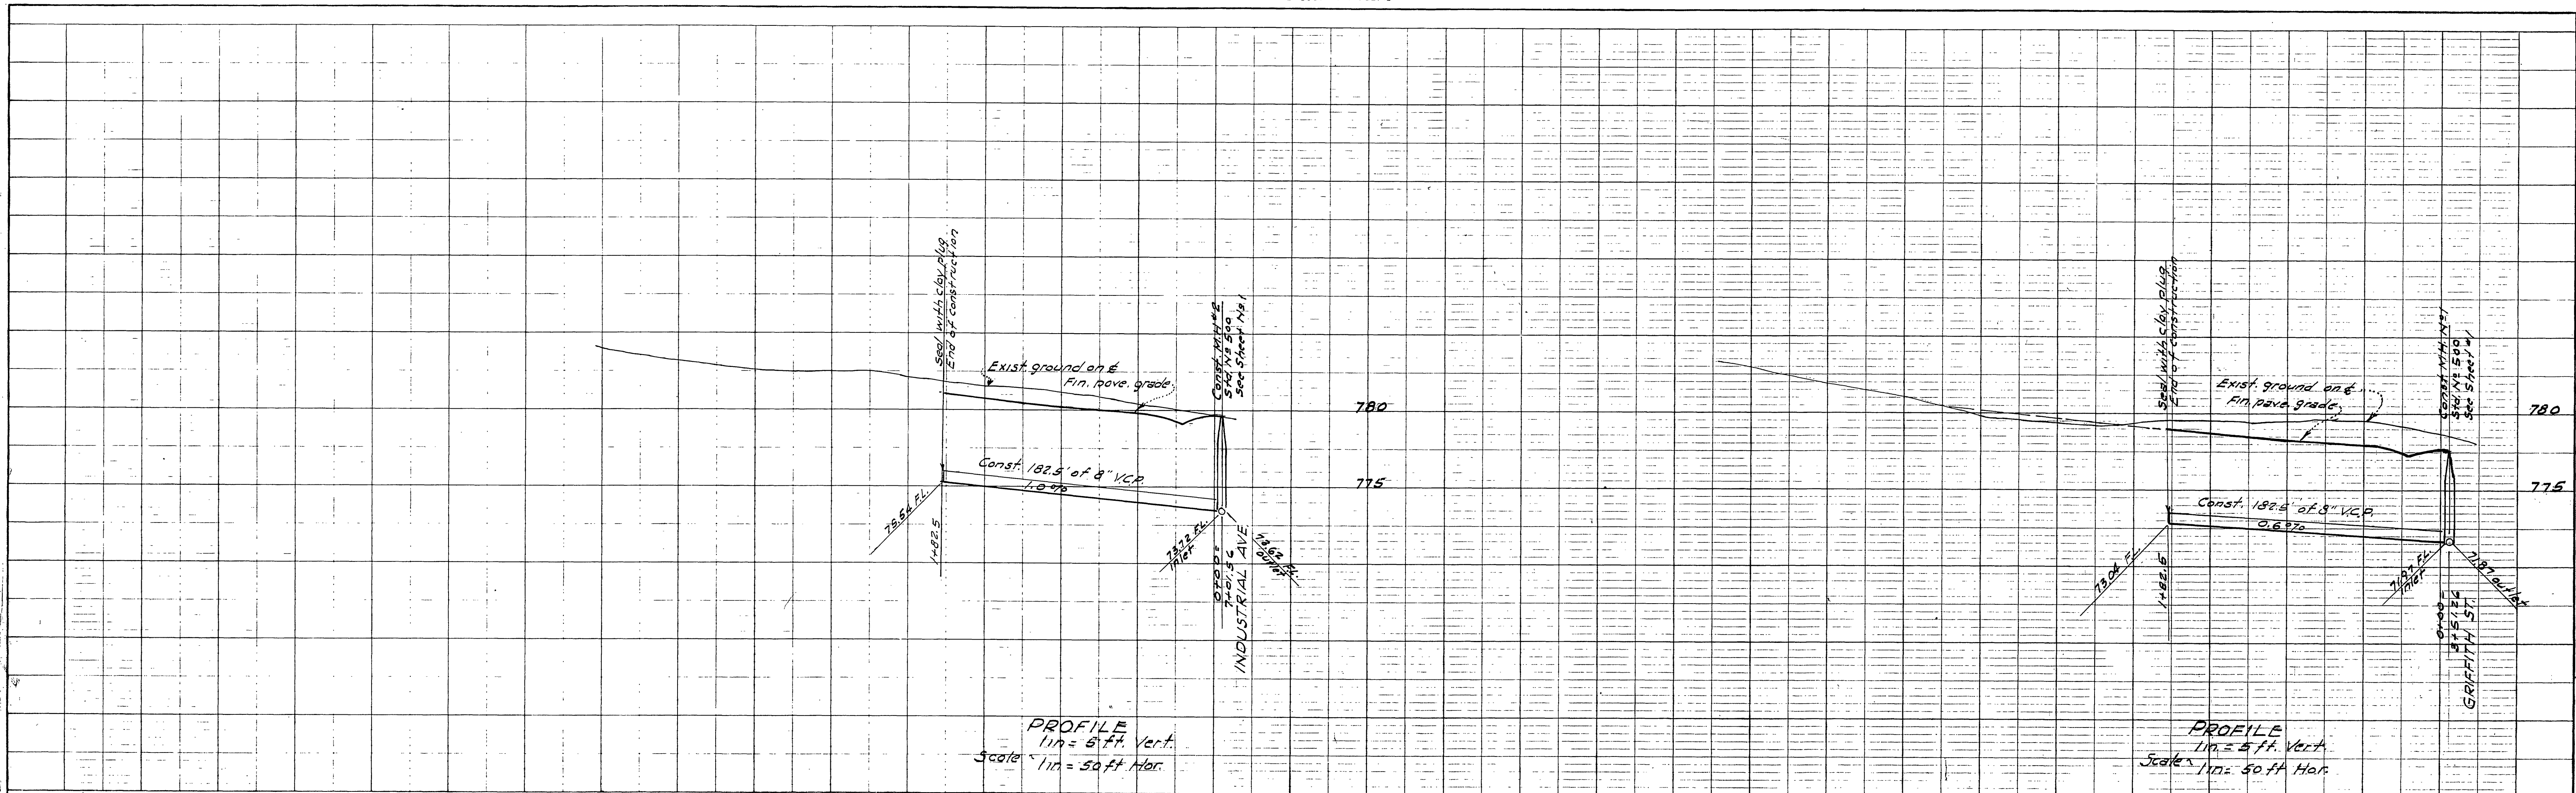 Seal with clay plug
End of construction
Exist. ground on ℄
Fin. pave. grade
Const. M.H. Nº 2
Std. Nº 500
See Sheet Nº 1
780
775
Const. 182.5' of 8" V.C.P.
1.0%
75.54 F.L.
1+82.5
73.72 F.L.
inlet
0+00=
7+01.56
INDUSTRIAL AVE
73.62 F.L.
outlet
PROFILE
Scale
1 in = 5 ft. Vert.
1 in = 50 ft Hor.
Seal with clay plug
End of construction
Exist. ground on ℄
Fin. pave. grade
Const. M.H. Nº 1
Std. Nº 500
See Sheet #1
780
775
Const. 182.5' of 8" V.C.P.
0.6%
73.04 F.L.
1+82.5
71.97 F.L.
inlet
0+00=
3+51.26
GRIFFITH ST.
71.87 outlet
PROFILE
Scale
1 in = 5 ft. Vert.
1 in = 50 ft Hor.